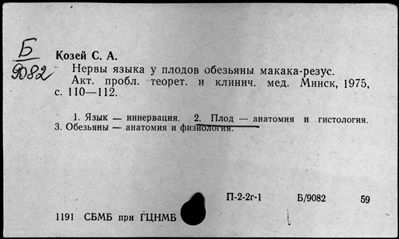 Б
9082
Козей С. А.
Нервы языка у плодов обезьяны макака-резус.
Акт. пробл. теорет. и клинич. мед. Минск, 1975,
с. 110—112.
1. Язык — иннервация. 2. Плод — анатомия и гистология.
3. Обезьяны — анатомия и физиология.
П-2-2г-1 Б/9082 59
1191 СБМБ при ГЦНМБ